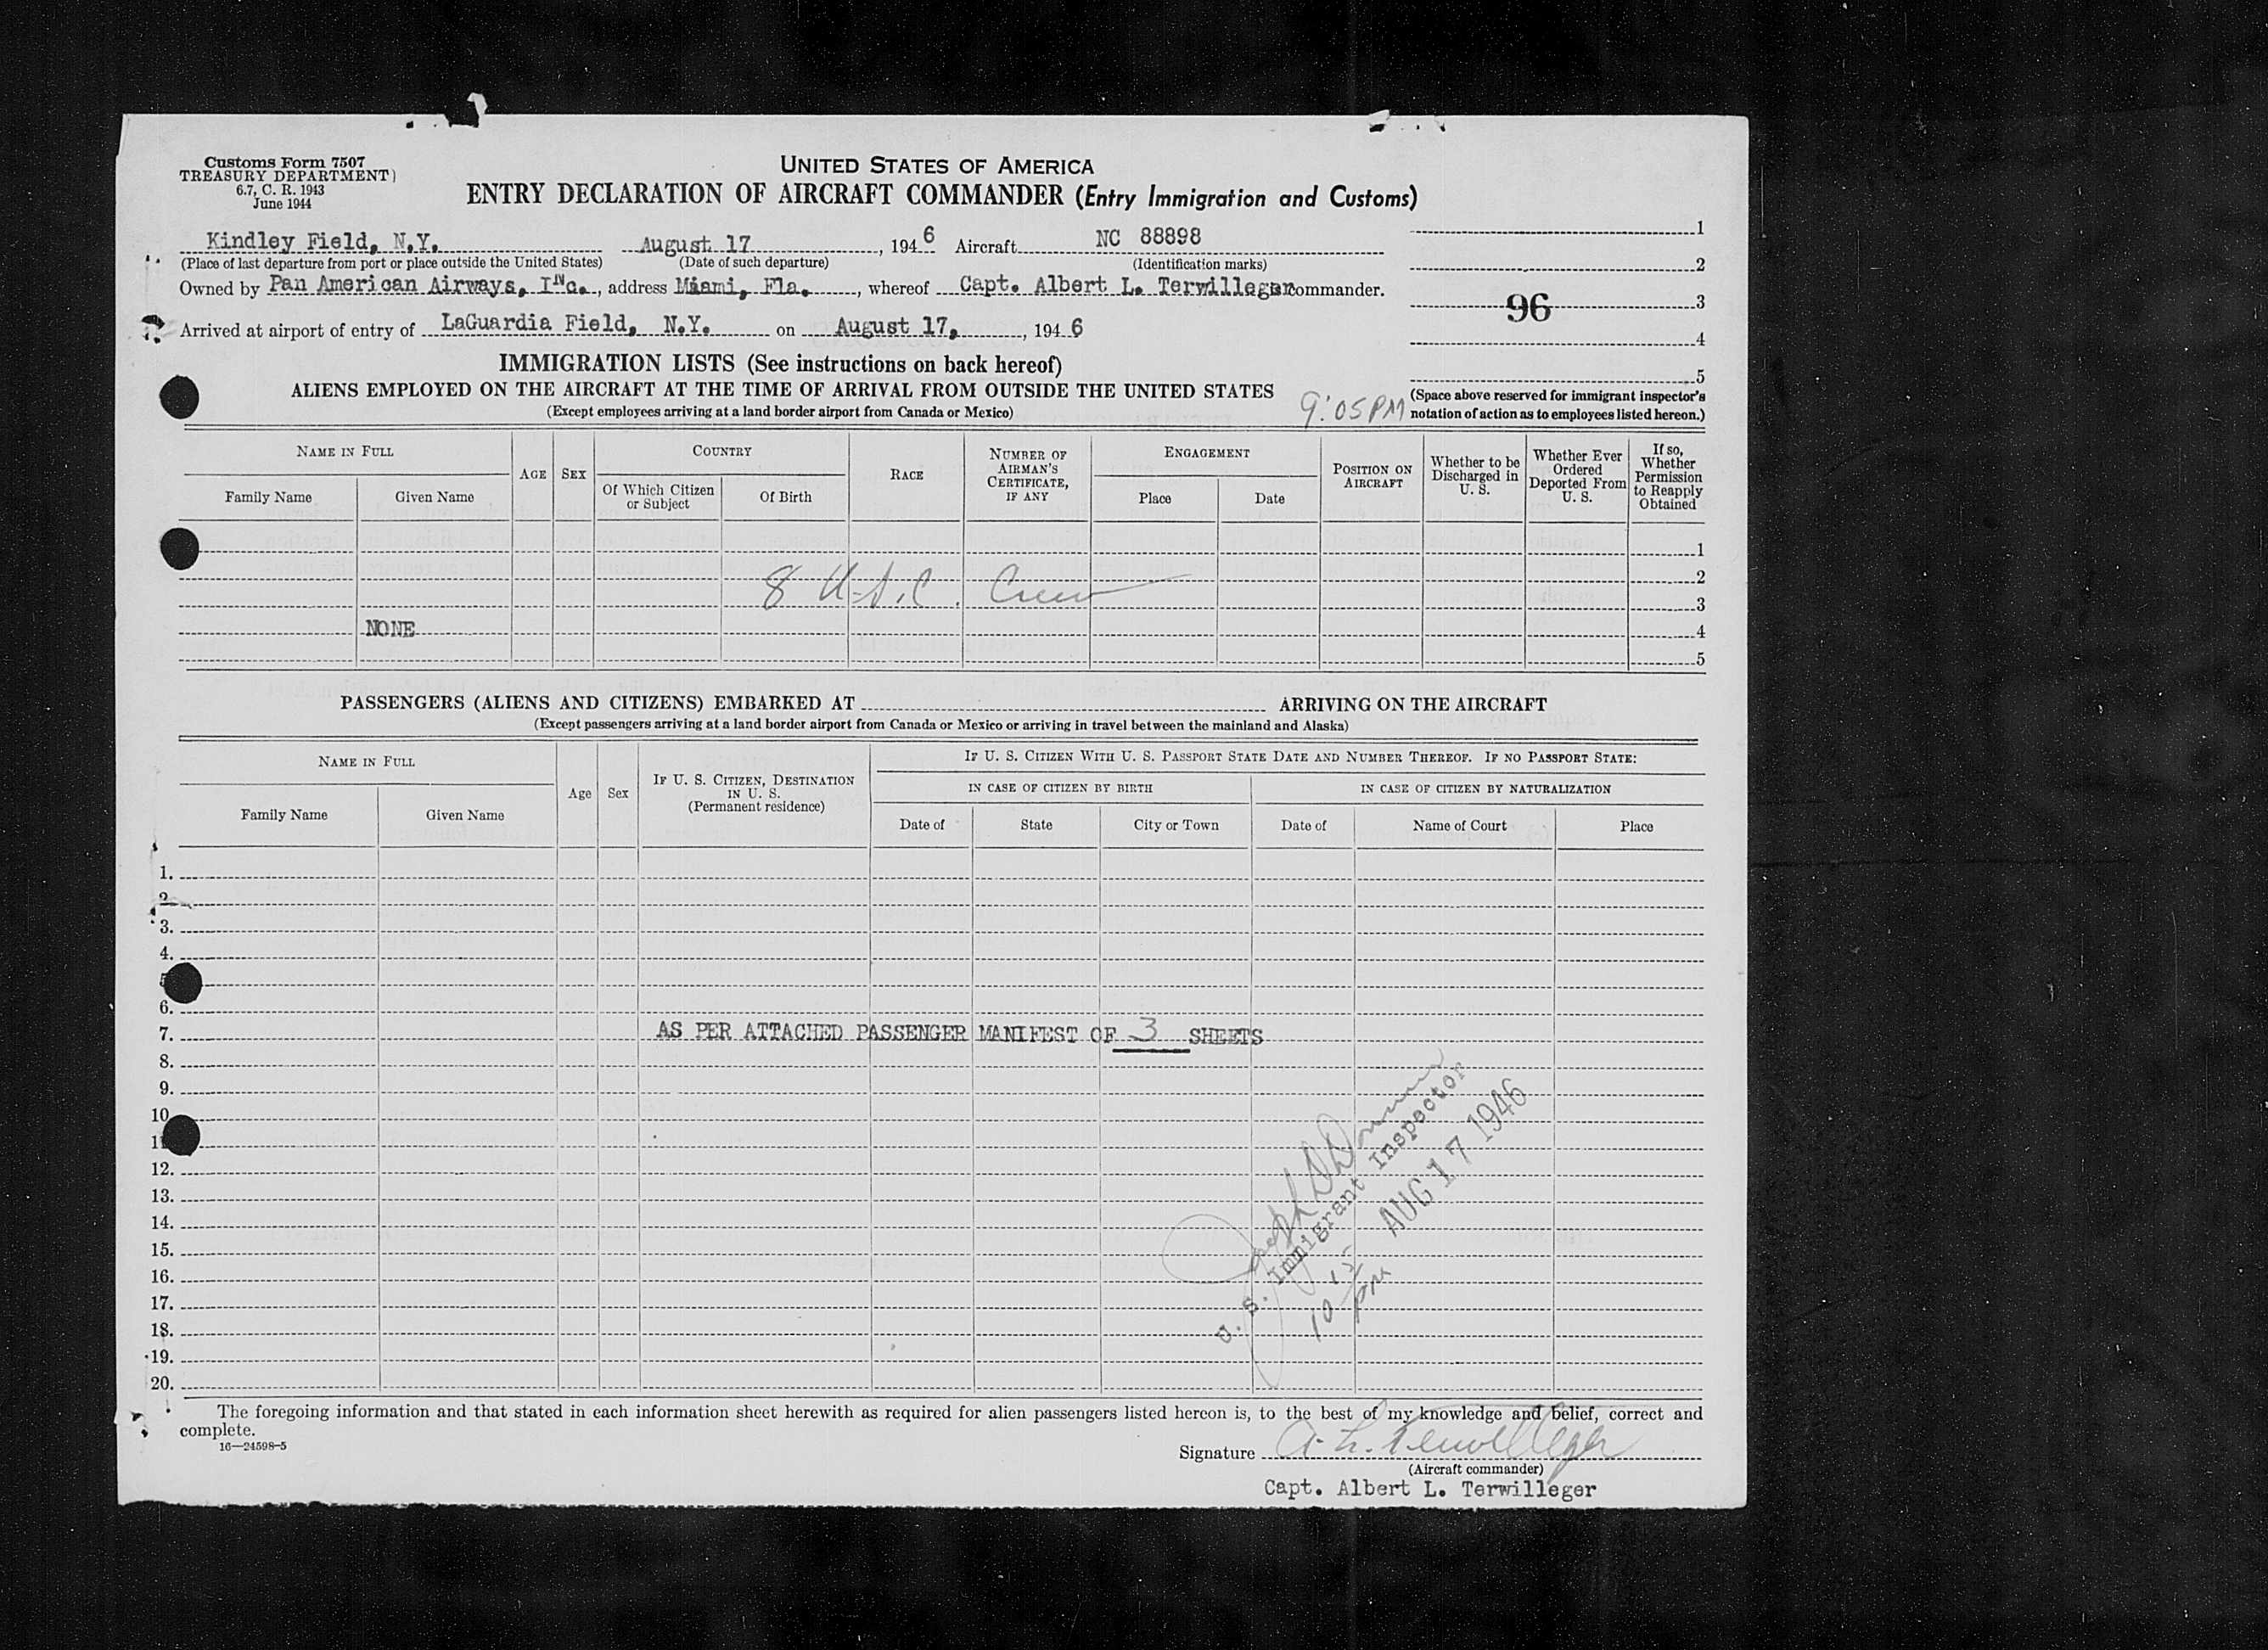 Customs Form 7507
TREASURY DEPARTMENT)
6.7, C. R. 1943
June 1944
UNITED STATES OF AMERICA
ENTRY DECLARATION OF AIRCRAFT COMMANDER (Entry Immigration and Customs)
Kindley Field, N.Y. August 17, 1946 Aircraft NC 88898
(Place of last departure from port or place outside the United States) (Date of such departure) (Identification marks)
Owned by Pan American Airways, INc., address Miami, Fla., whereof Capt. Albert L. Terwilleger commander.
Arrived at airport of entry of LaGuardia Field, N.Y. on August 17, , 1946
1
2
96 3
4
5
(Space above reserved for immigrant inspector's
notation of action as to employees listed hereon.)
IMMIGRATION LISTS (See instructions on back hereof)
ALIENS EMPLOYED ON THE AIRCRAFT AT THE TIME OF ARRIVAL FROM OUTSIDE THE UNITED STATES
(Except employees arriving at a land border airport from Canada or Mexico)
9:05 PM
NAME IN FULL
Family Name
Given Name
AGE
SEX
COUNTRY
Of Which Citizen
or Subject
Of Birth
RACE
NUMBER OF
AIRMAN'S
CERTIFICATE,
IF ANY
ENGAGEMENT
Place
Date
POSITION ON
AIRCRAFT
Whether to be
Discharged in
U. S.
Whether Ever
Ordered
Deported From
U. S.
If so,
Whether
Permission
to Reapply
Obtained
1
2
8 U.S.C. Crew
3
NONE 4
5
PASSENGERS (ALIENS AND CITIZENS) EMBARKED AT ARRIVING ON THE AIRCRAFT
(Except passengers arriving at a land border airport from Canada or Mexico or arriving in travel between the mainland and Alaska)
NAME IN FULL
Family Name
Given Name
Age
Sex
IF U. S. CITIZEN, DESTINATION
IN U. S.
(Permanent residence)
IF U. S. CITIZEN WITH U. S. PASSPORT STATE DATE AND NUMBER THEREOF. IF NO PASSPORT STATE:
IN CASE OF CITIZEN BY BIRTH
IN CASE OF CITIZEN BY NATURALIZATION
Date of
State
City or Town
Date of
Name of Court
Place
1.
2.
3.
4.
5
6.
7. AS PER ATTACHED PASSENGER MANIFEST OF 3 SHEETS
8.
9.
10
11
12.
13.
14.
15.
16.
17.
18.
19.
20.
Joseph
U. S. Immigrant Inspector
AUG 17 1946
10 15 PM
The foregoing information and that stated in each information sheet herewith as required for alien passengers listed hereon is, to the best of my knowledge and belief, correct and
complete.
16—24598-5
Signature A. L. Terwilleger
(Aircraft commander)
Capt. Albert L. Terwilleger